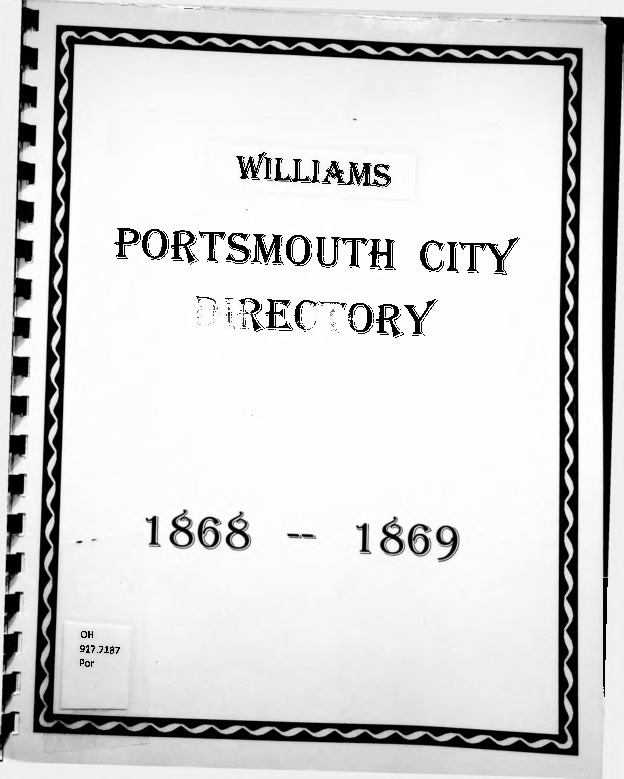 WILLIAMS
PORTSMOUTH CITY
DIRECTORY
1868 -- 1869
OH
917.7187
Por